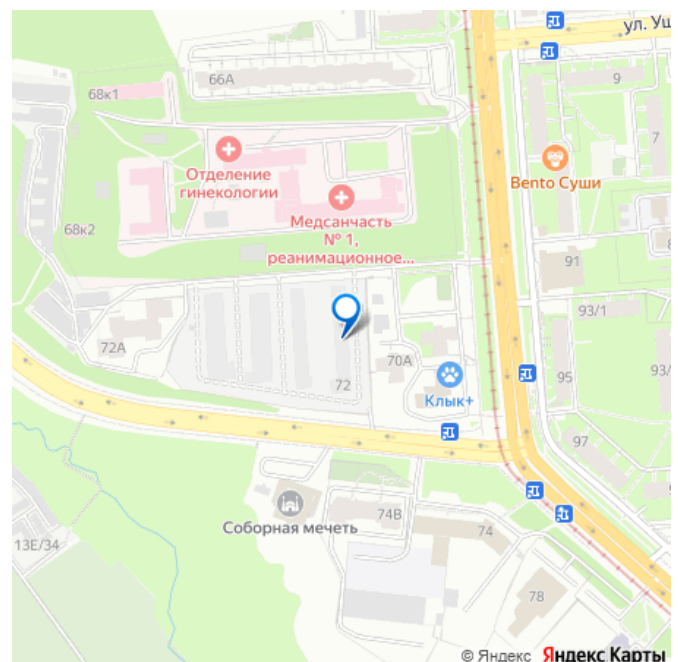 ул. Уш
66А
9
68к1
7
Отделение
гинекологии
Bento Суши
Медсанчасть
№ 1,
реанимационное...
68к2
91
93/1
72А
70А
72
Клык+
95
93/
97
Соборная мечеть
74В
74
13Е/34
78
© Яндекс Яндекс Карты